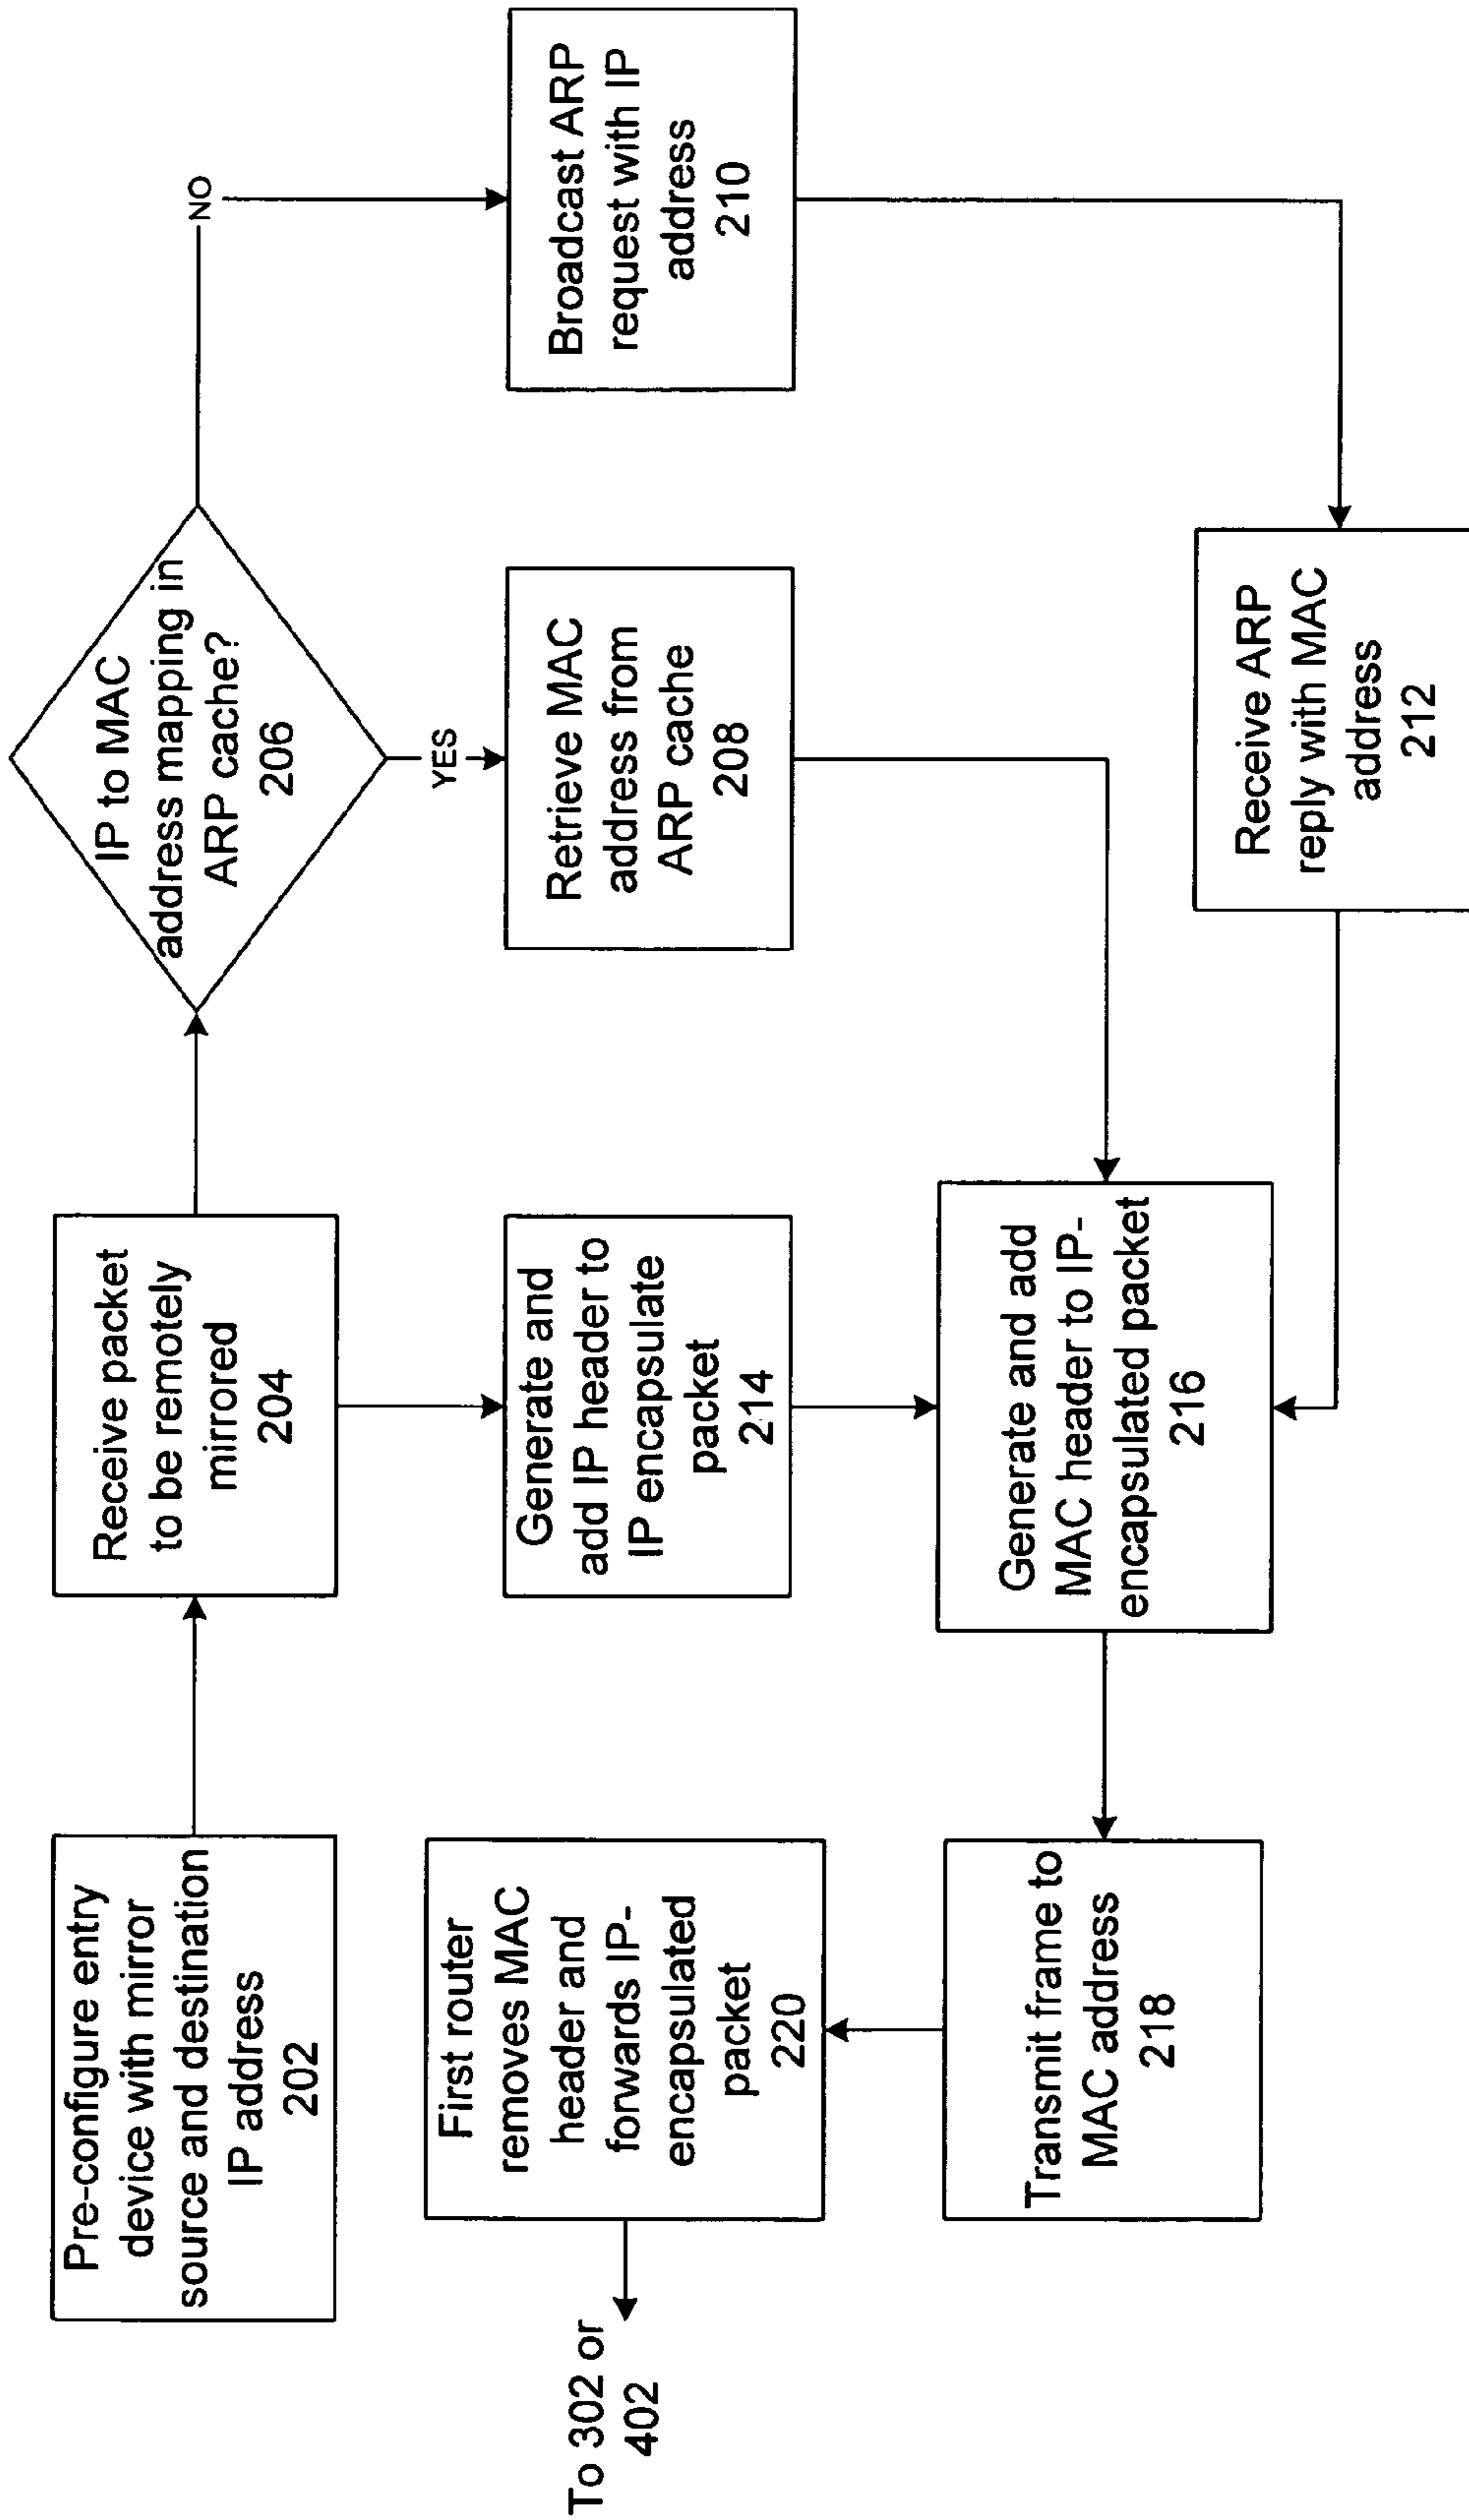 Pre-configure entry
device with mirror
source and destination
IP address
202
Receive packet
to be remotely
mirrored
204
IP to MAC
address mapping in
ARP cache?
206
NO
YES
First router
removes MAC
header and
forwards IP-
encapsulated
packet
220
Generate and
add IP header to
IP encapsulate
packet
214
Retrieve MAC
address from
ARP cache
208
Broadcast ARP
request with IP
address
210
To 302 or
402
Transmit frame to
MAC address
218
Generate and add
MAC header to IP-
encapsulated packet
216
Receive ARP
reply with MAC
address
212